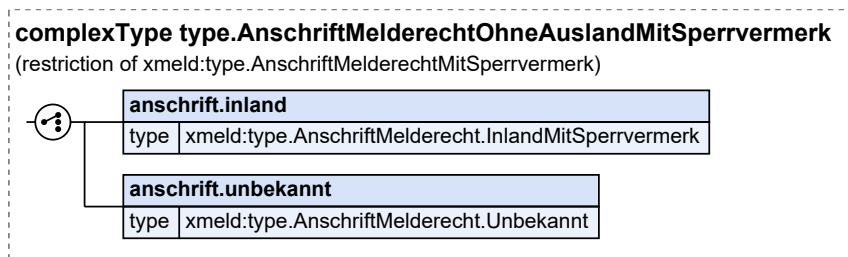 complexType type.AnschriftMelderechtOhneAuslandMitSperrvermerk
(restriction of xmeld:type.AnschriftMelderechtMitSperrvermerk)
anschrift.inland
type xmeld:type.AnschriftMelderecht.InlandMitSperrvermerk
anschrift.unbekannt
type xmeld:type.AnschriftMelderecht.Unbekannt